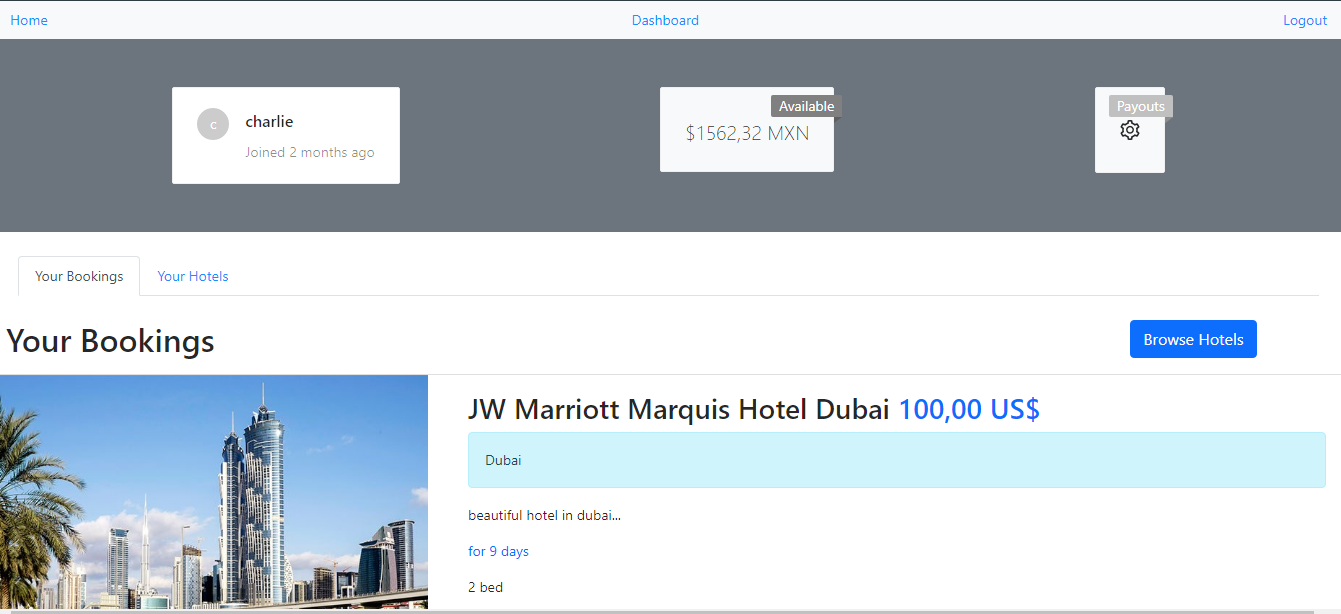 Home
Dashboard
Logout
c
charlie
Joined 2 months ago
Available
$1562,32 MXN
Payouts
Your Bookings
Your Hotels
Your Bookings
Browse Hotels
JW Marriott Marquis Hotel Dubai 100,00 US$
Dubai
beautiful hotel in dubai...
for 9 days
2 bed